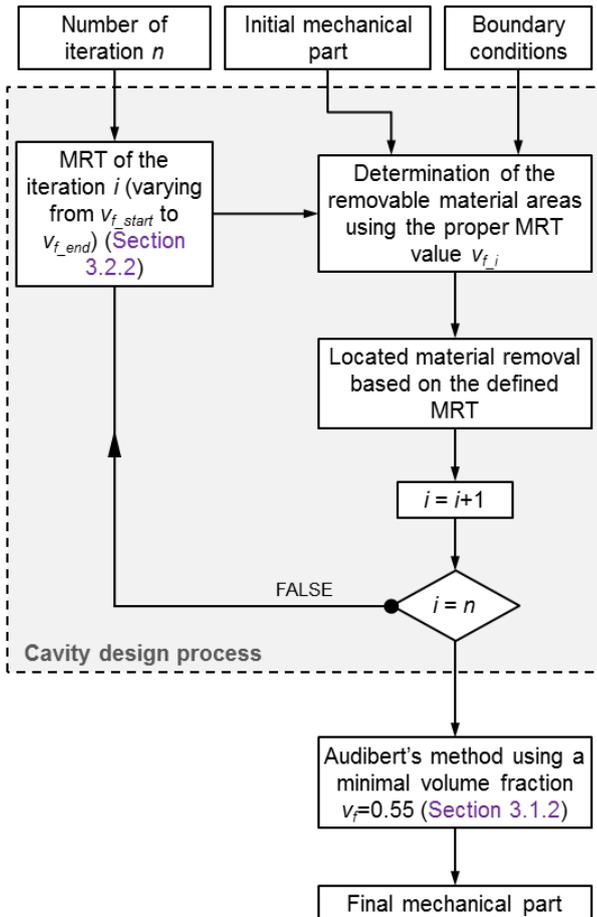 Number of
iteration n
Initial mechanical
part
Boundary
conditions
MRT of the
iteration i (varying
from vf_start to
vf_end) (Section
3.2.2)
Determination of the
removable material areas
using the proper MRT
value vf_i
Located material removal
based on the defined
MRT
i = i+1
FALSE
i = n
Cavity design process
Audibert's method using a
minimal volume fraction
vf=0.55 (Section 3.1.2)
Final mechanical part